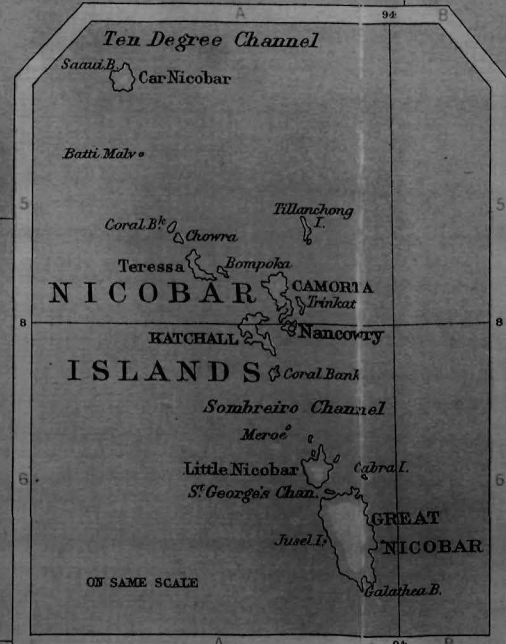 A
94
B
Ten Degree Channel
Saaui B.
Car Nicobar
Batti Malv
5
5
Tillanchong
I.
Coral Bk
Chowra
Teressa
Bompoka
NICOBAR
CAMORTA
Trinkat
8
8
KATCHALL
Nancowry
ISLANDS
Coral Bank
Sombreiro Channel
Meroe
Little Nicobar
Cabra I.
6
6
St George's Chan.
GREAT
Jusel I.
NICOBAR
ON SAME SCALE
Galathea B.
A
94
B